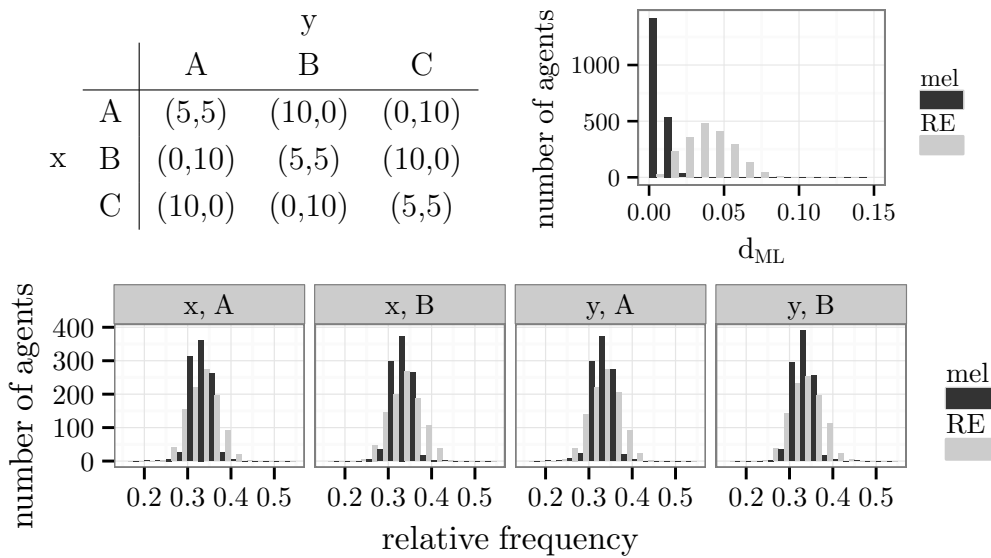 y
A B C
A (5,5) (10,0) (0,10)
x B (0,10) (5,5) (10,0)
C (10,0) (0,10) (5,5)
number of agents
1000
500
0
0.00 0.05 0.10 0.15
d_ML
mel
RE
x, A x, B y, A y, B
number of agents
400
300
200
100
0
0.2 0.3 0.4 0.5 0.2 0.3 0.4 0.5 0.2 0.3 0.4 0.5 0.2 0.3 0.4 0.5
relative frequency
mel
RE